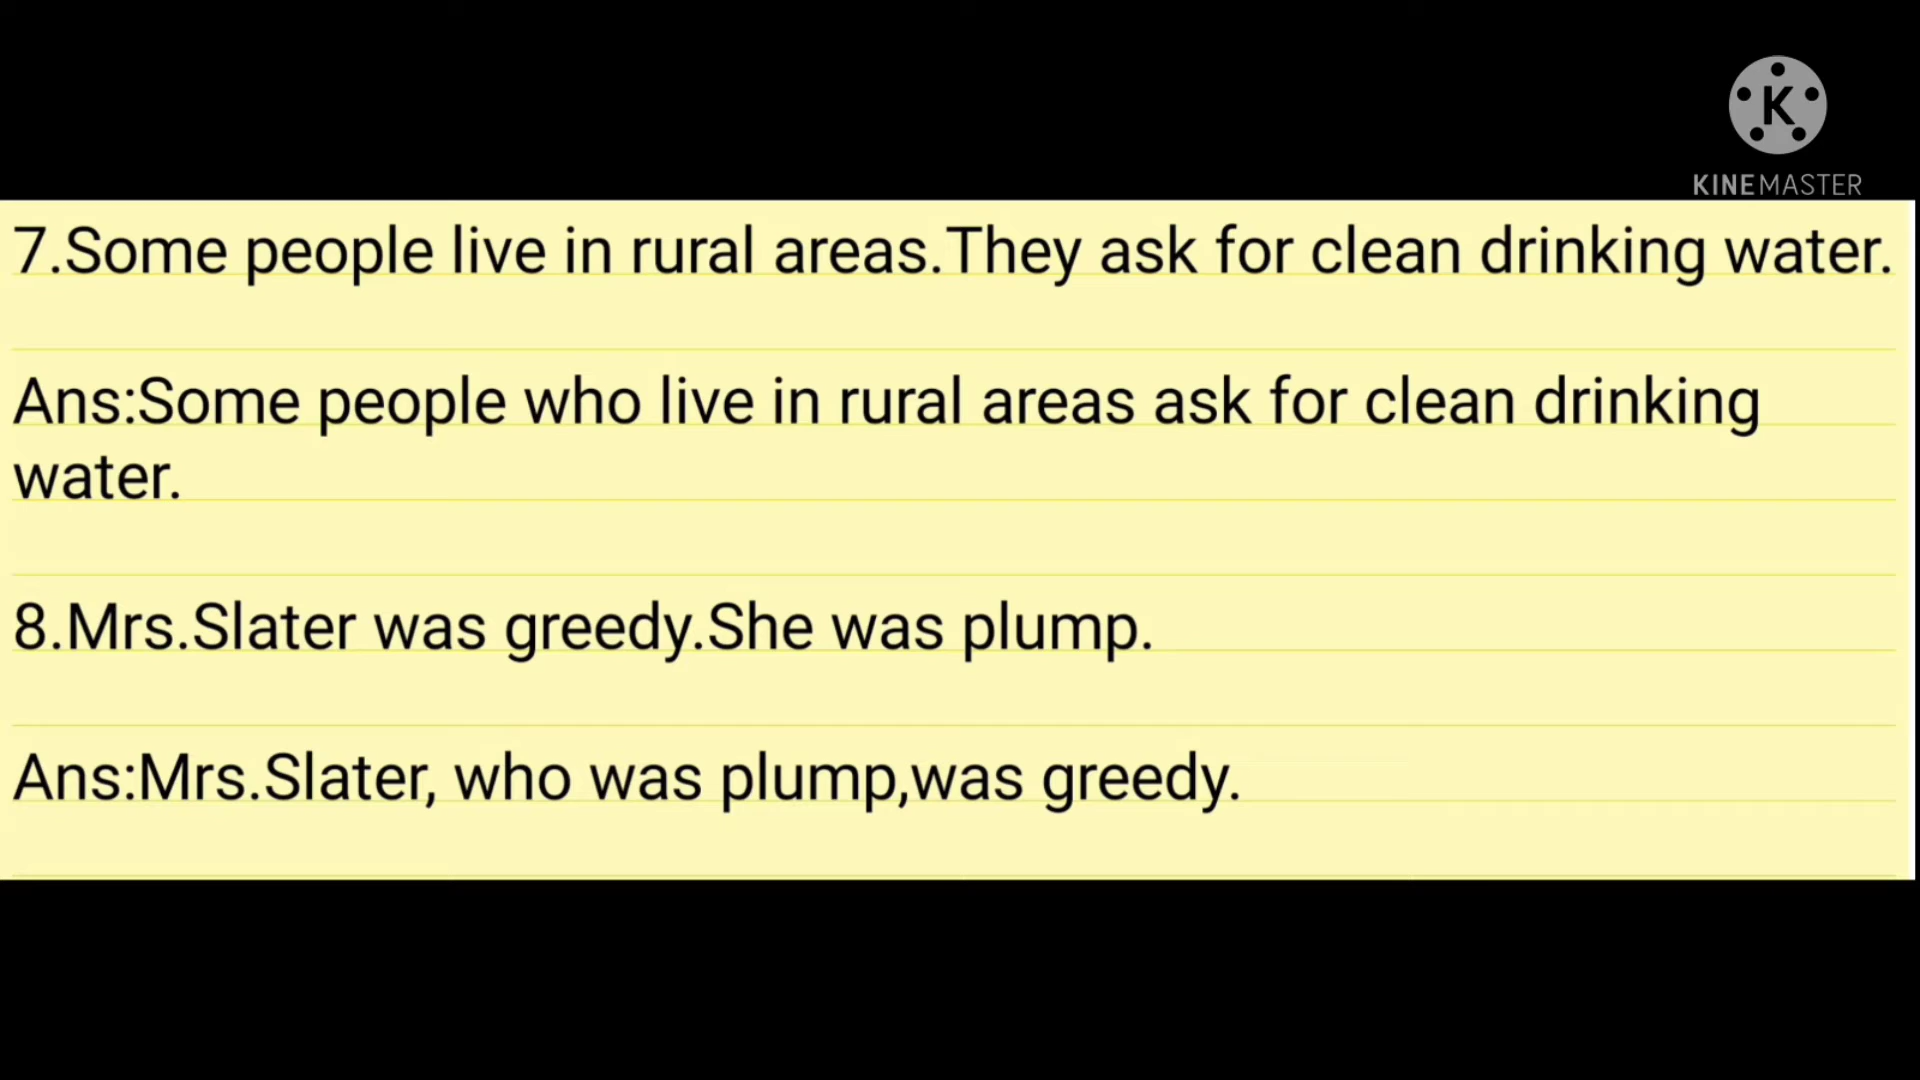 K
KINEMASTER
7.Some people live in rural areas.They ask for clean drinking water.
Ans:Some people who live in rural areas ask for clean drinking
water.
8.Mrs.Slater was greedy.She was plump.
Ans:Mrs.Slater, who was plump,was greedy.